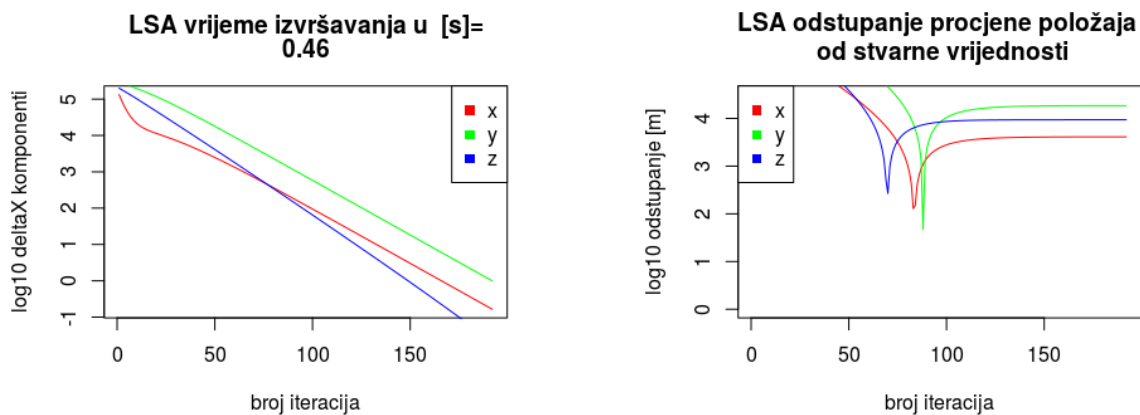 LSA vrijeme izvršavanja u  [s]=
0.46
log10 deltaX komponenti
5
4
3
2
1
0
-1
x
y
z
0 50 100 150
broj iteracija
LSA odstupanje procjene položaja
od stvarne vrijednosti
log10 odstupanje [m]
4
3
2
1
0
x
y
z
0 50 100 150
broj iteracija